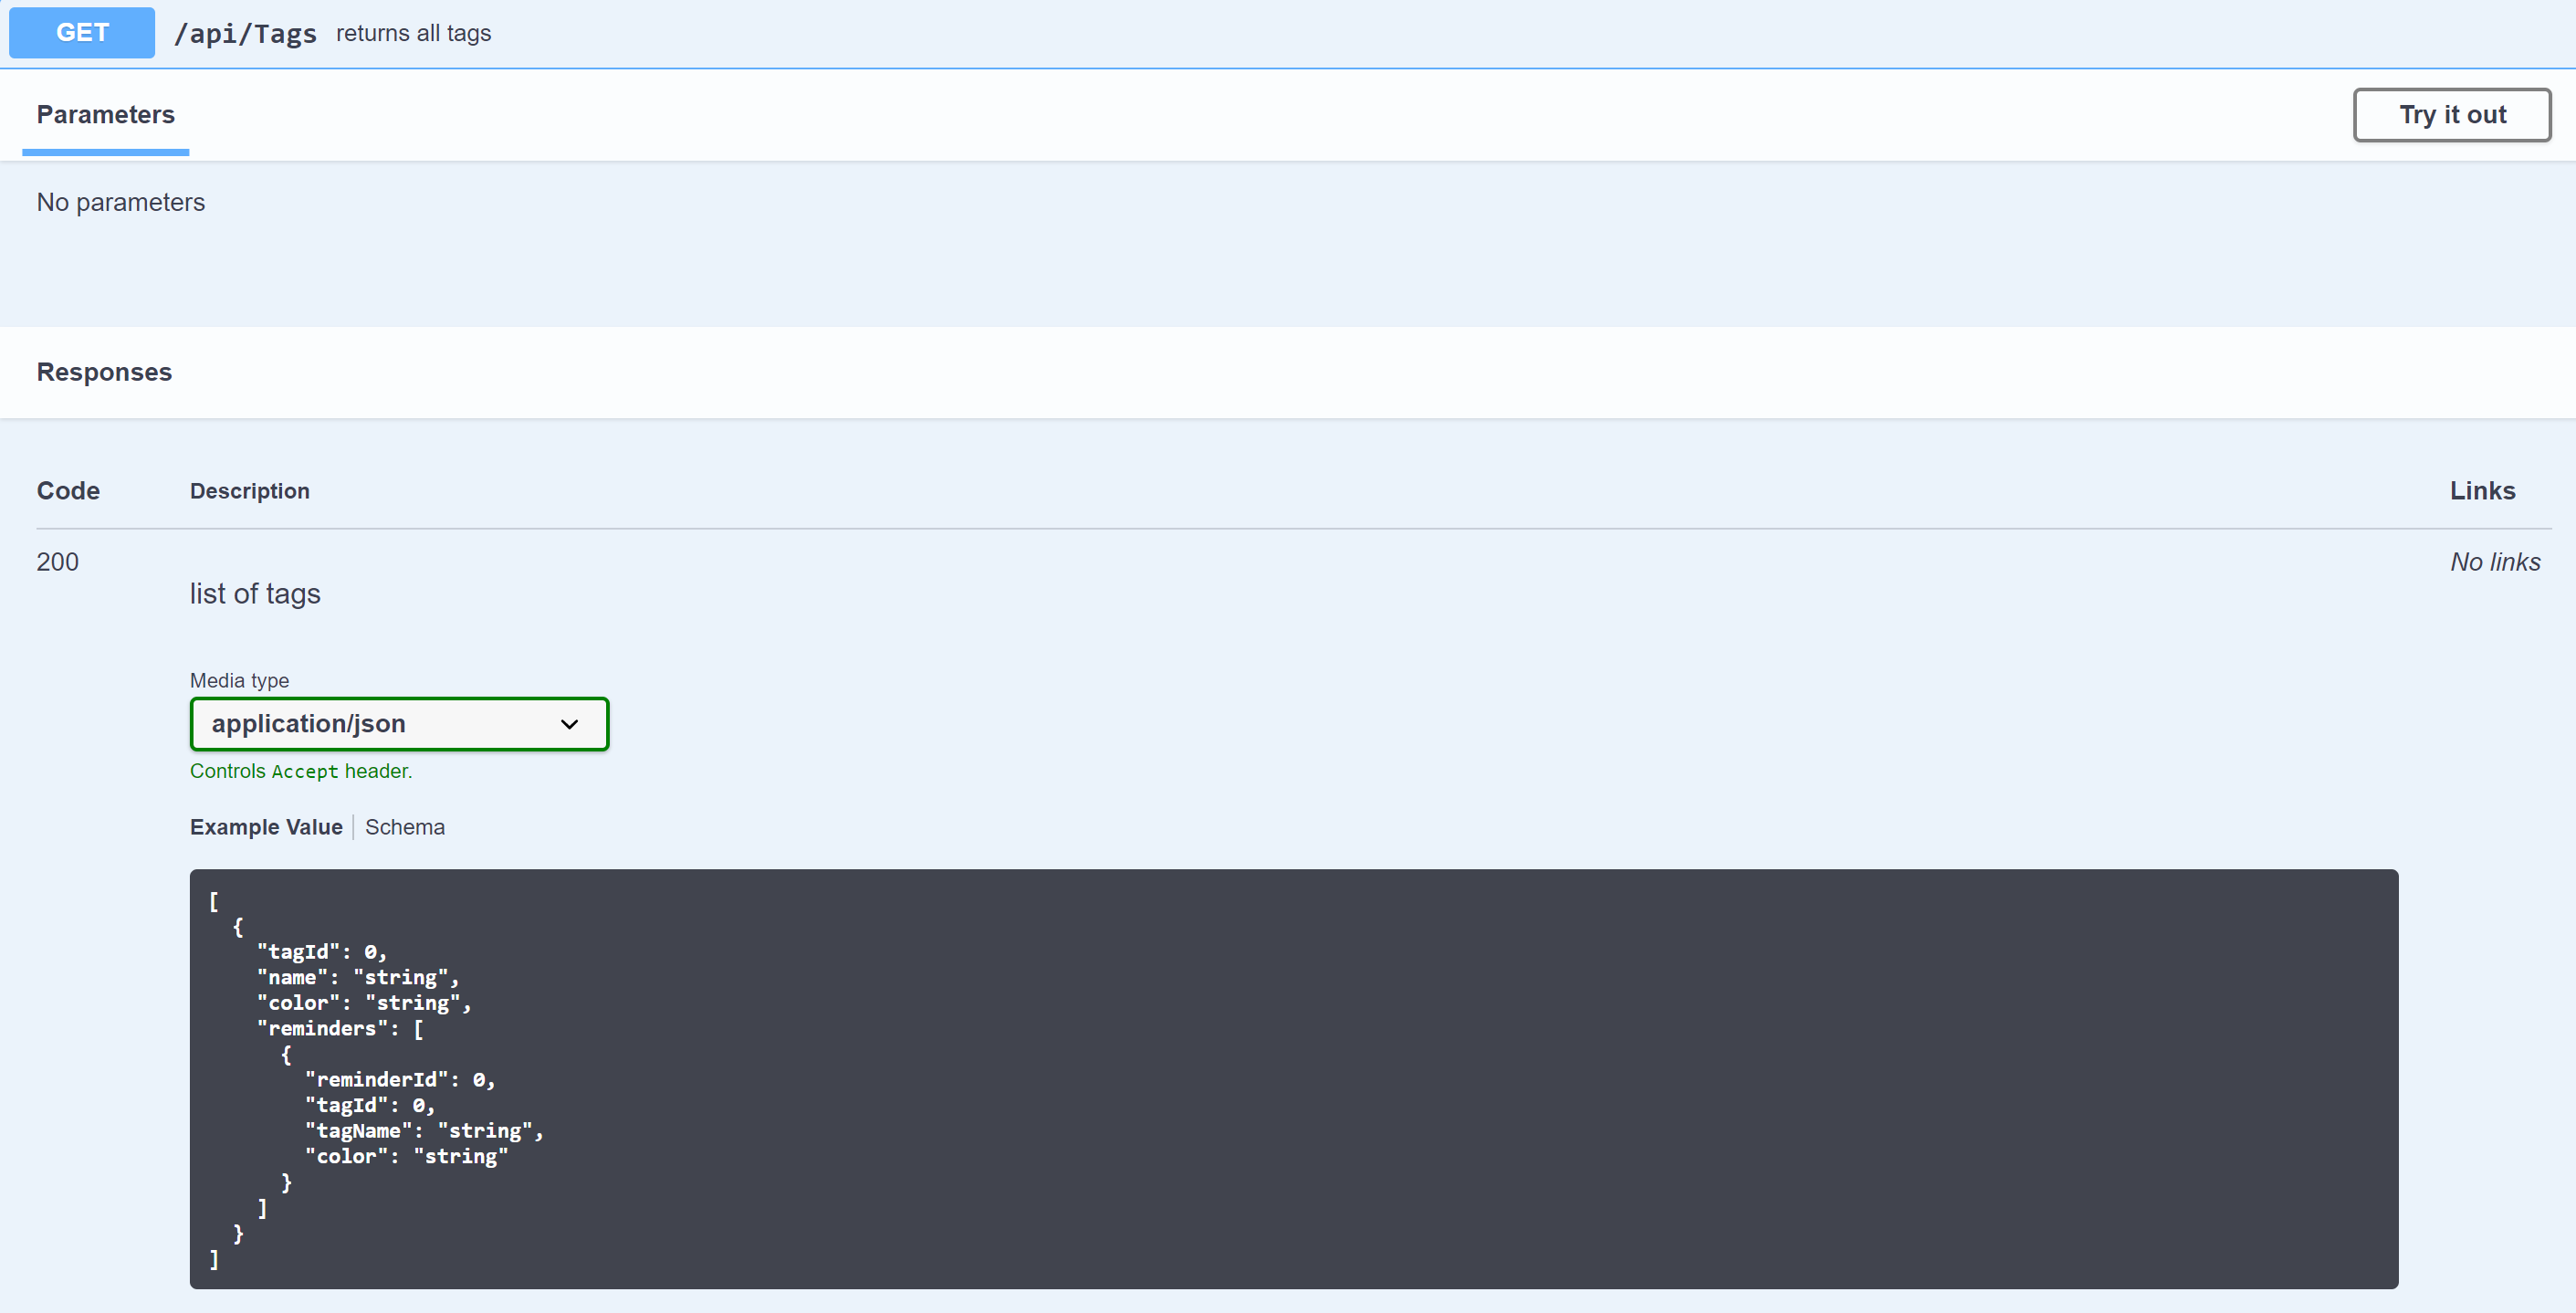 GET /api/Tags returns all tags
Parameters
Try it out
No parameters
Responses
Code Description Links
200 No links
list of tags
Media type
application/json
Controls Accept header.
Example Value Schema
[
  {
    "tagId": 0,
    "name": "string",
    "color": "string",
    "reminders": [
      {
        "reminderId": 0,
        "tagId": 0,
        "tagName": "string",
        "color": "string"
      }
    ]
  }
]